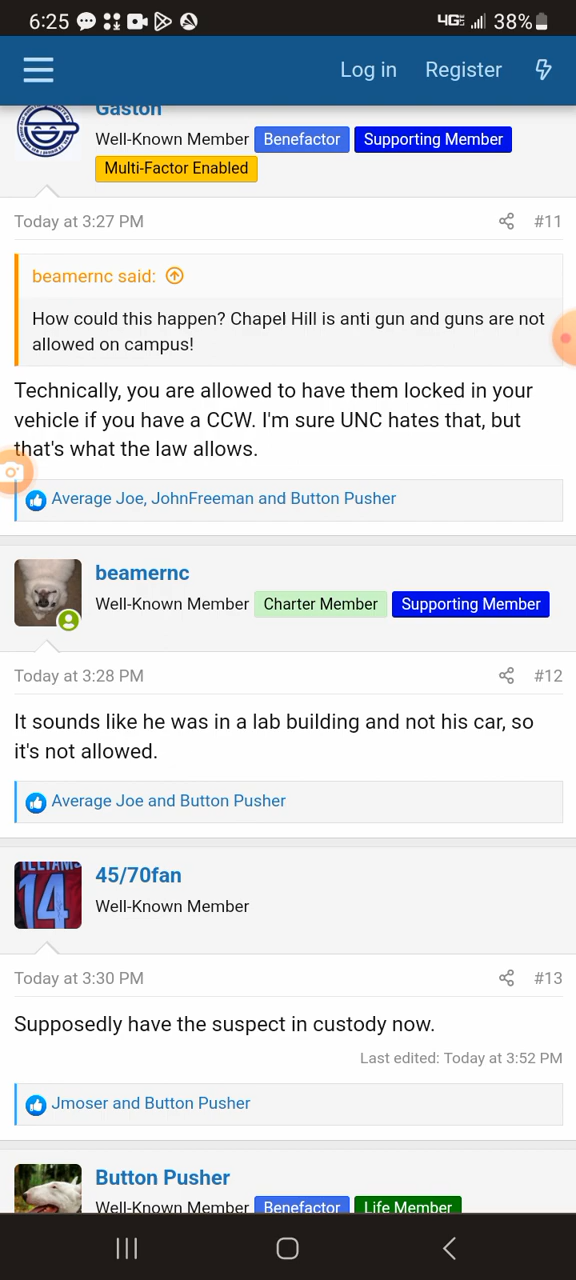 6:25
4G 38%
Log in Register
Gaston
Well-Known Member Benefactor Supporting Member
Multi-Factor Enabled
Today at 3:27 PM #11
beamernc said:
How could this happen? Chapel Hill is anti gun and guns are not
allowed on campus!
Technically, you are allowed to have them locked in your
vehicle if you have a CCW. I'm sure UNC hates that, but
that's what the law allows.
Average Joe, JohnFreeman and Button Pusher
beamernc
Well-Known Member Charter Member Supporting Member
Today at 3:28 PM #12
It sounds like he was in a lab building and not his car, so
it's not allowed.
Average Joe and Button Pusher
14
45/70fan
Well-Known Member
Today at 3:30 PM #13
Supposedly have the suspect in custody now.
Last edited: Today at 3:52 PM
Jmoser and Button Pusher
Button Pusher
Well-Known Member Benefactor Life Member